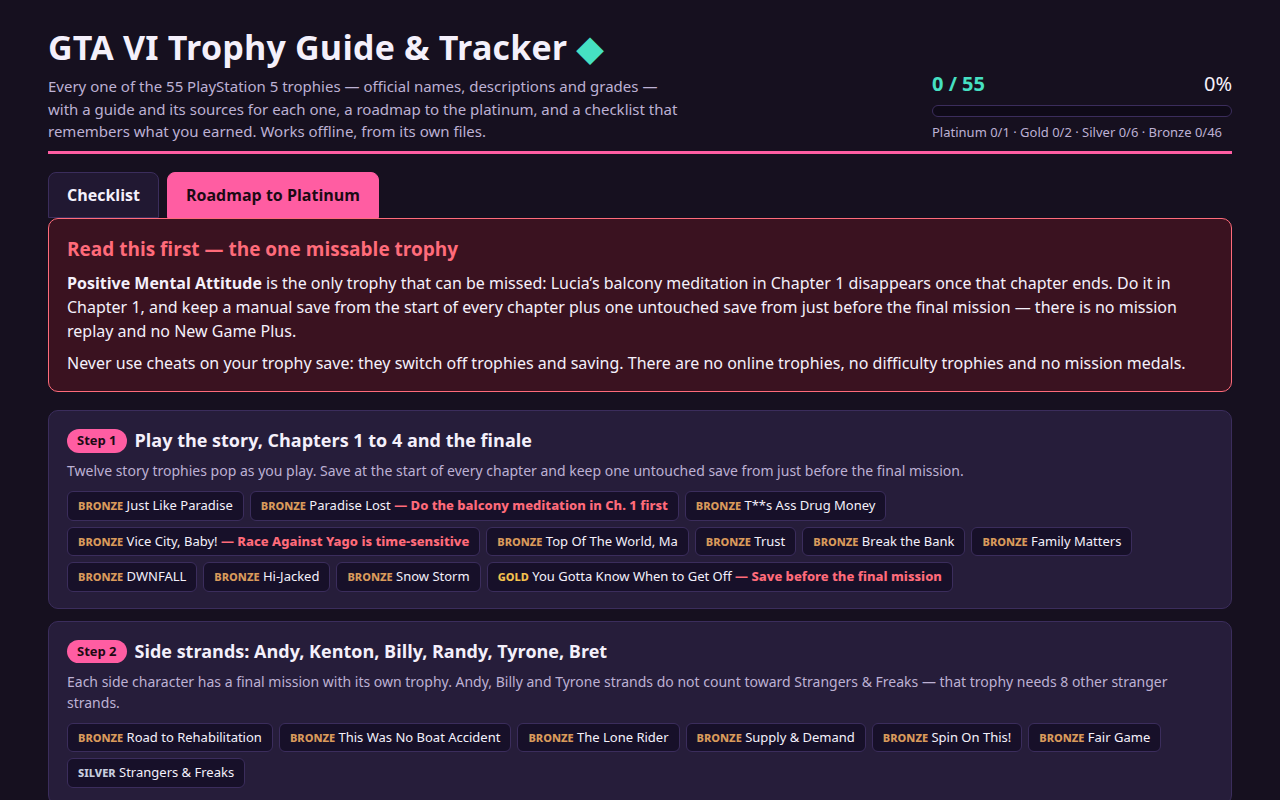 GTA VI Trophy Guide & Tracker
Every one of the 55 PlayStation 5 trophies — official names, descriptions and grades —
with a guide and its sources for each one, a roadmap to the platinum, and a checklist that
remembers what you earned. Works offline, from its own files.
0 / 55 0%
Platinum 0/1 · Gold 0/2 · Silver 0/6 · Bronze 0/46
Checklist Roadmap to Platinum
Read this first — the one missable trophy
Positive Mental Attitude is the only trophy that can be missed: Lucia’s balcony meditation in Chapter 1 disappears once that chapter ends. Do it in
Chapter 1, and keep a manual save from the start of every chapter plus one untouched save from just before the final mission — there is no mission
replay and no New Game Plus.
Never use cheats on your trophy save: they switch off trophies and saving. There are no online trophies, no difficulty trophies and no mission medals.
Step 1 Play the story, Chapters 1 to 4 and the finale
Twelve story trophies pop as you play. Save at the start of every chapter and keep one untouched save from just before the final mission.
BRONZE Just Like Paradise BRONZE Paradise Lost — Do the balcony meditation in Ch. 1 first BRONZE T**s Ass Drug Money
BRONZE Vice City, Baby! — Race Against Yago is time-sensitive BRONZE Top Of The World, Ma BRONZE Trust BRONZE Break the Bank BRONZE Family Matters
BRONZE DWNFALL BRONZE Hi-Jacked BRONZE Snow Storm GOLD You Gotta Know When to Get Off — Save before the final mission
Step 2 Side strands: Andy, Kenton, Billy, Randy, Tyrone, Bret
Each side character has a final mission with its own trophy. Andy, Billy and Tyrone strands do not count toward Strangers & Freaks — that trophy needs 8 other stranger
strands.
BRONZE Road to Rehabilitation BRONZE This Was No Boat Accident BRONZE The Lone Rider BRONZE Supply & Demand BRONZE Spin On This! BRONZE Fair Game
SILVER Strangers & Freaks